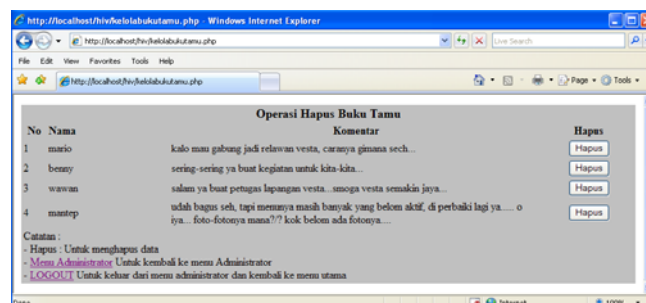 http://localhost/hiv/kelolabukutamu.php - Windows Internet Explorer
http://localhost/hiv/kelolabukutamu.php
Live Search
File Edit View Favorites Tools Help
http://localhost/hiv/kelolabukutamu.php
Page Tools
Operasi Hapus Buku Tamu
No Nama Komentar Hapus
1 mario kalo mau gabung jadi relawan vesta, caranya gimana sech... Hapus
2 benny sering-sering ya buat kegiatan untuk kita-kita... Hapus
3 wawan salam ya buat petugas lapangan vesta...smoga vesta semakin jaya... Hapus
4 mantep udah bagus seh, tapi menunya masih banyak yang belom aktif, di perbaiki lagi ya..... o
iya... foto-fotonya mana?/? kok belom ada fotonya.... Hapus
Catatan :
- Hapus : Untuk menghapus data
- Menu Administrator Untuk kembali ke menu Administrator
- LOGOUT Untuk keluar dari menu administrator dan kembali ke menu utama
Done Internet 100%